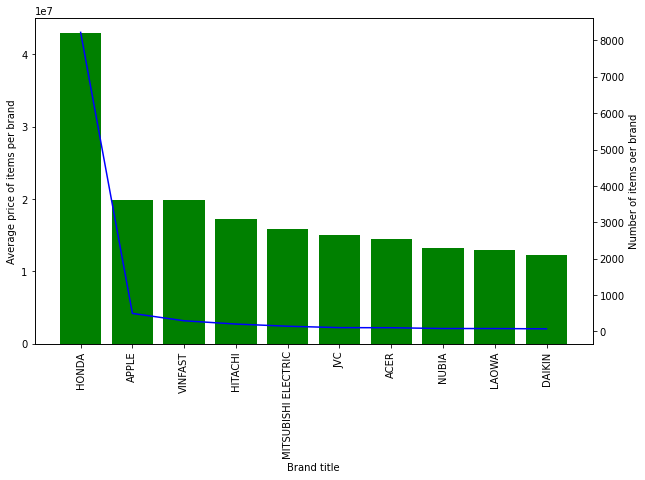 1e7
4
3
2
1
0
Average price of items per brand
8000
7000
6000
5000
4000
3000
2000
1000
0
Number of items oer brand
HONDA
APPLE
VINFAST
HITACHI
MITSUBISHI ELECTRIC
JVC
ACER
NUBIA
LAOWA
DAIKIN
Brand title